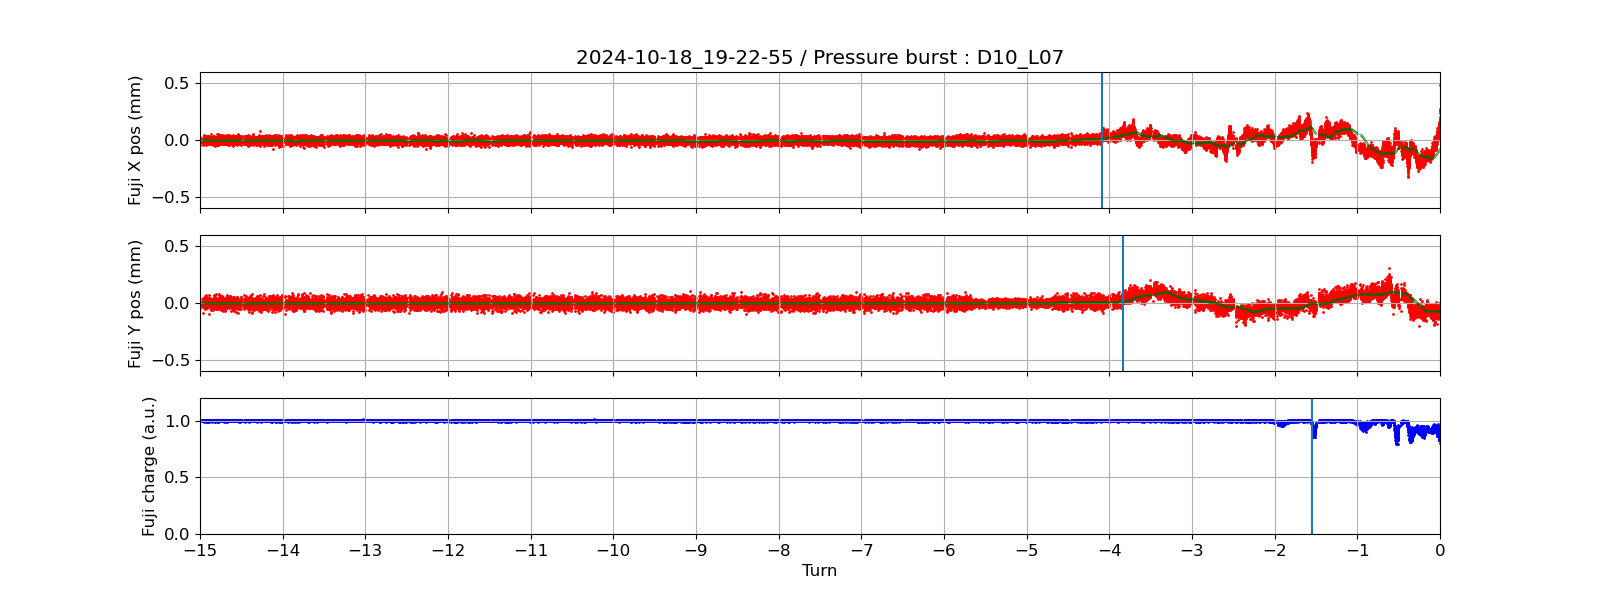 2024-10-18_19-22-55 / Pressure burst : D10_L07
Fuji X pos (mm)
0.5
0.0
−0.5
Fuji Y pos (mm)
0.5
0.0
−0.5
Fuji charge (a.u.)
1.0
0.5
0.0
−15 −14 −13 −12 −11 −10 −9 −8 −7 −6 −5 −4 −3 −2 −1 0
Turn